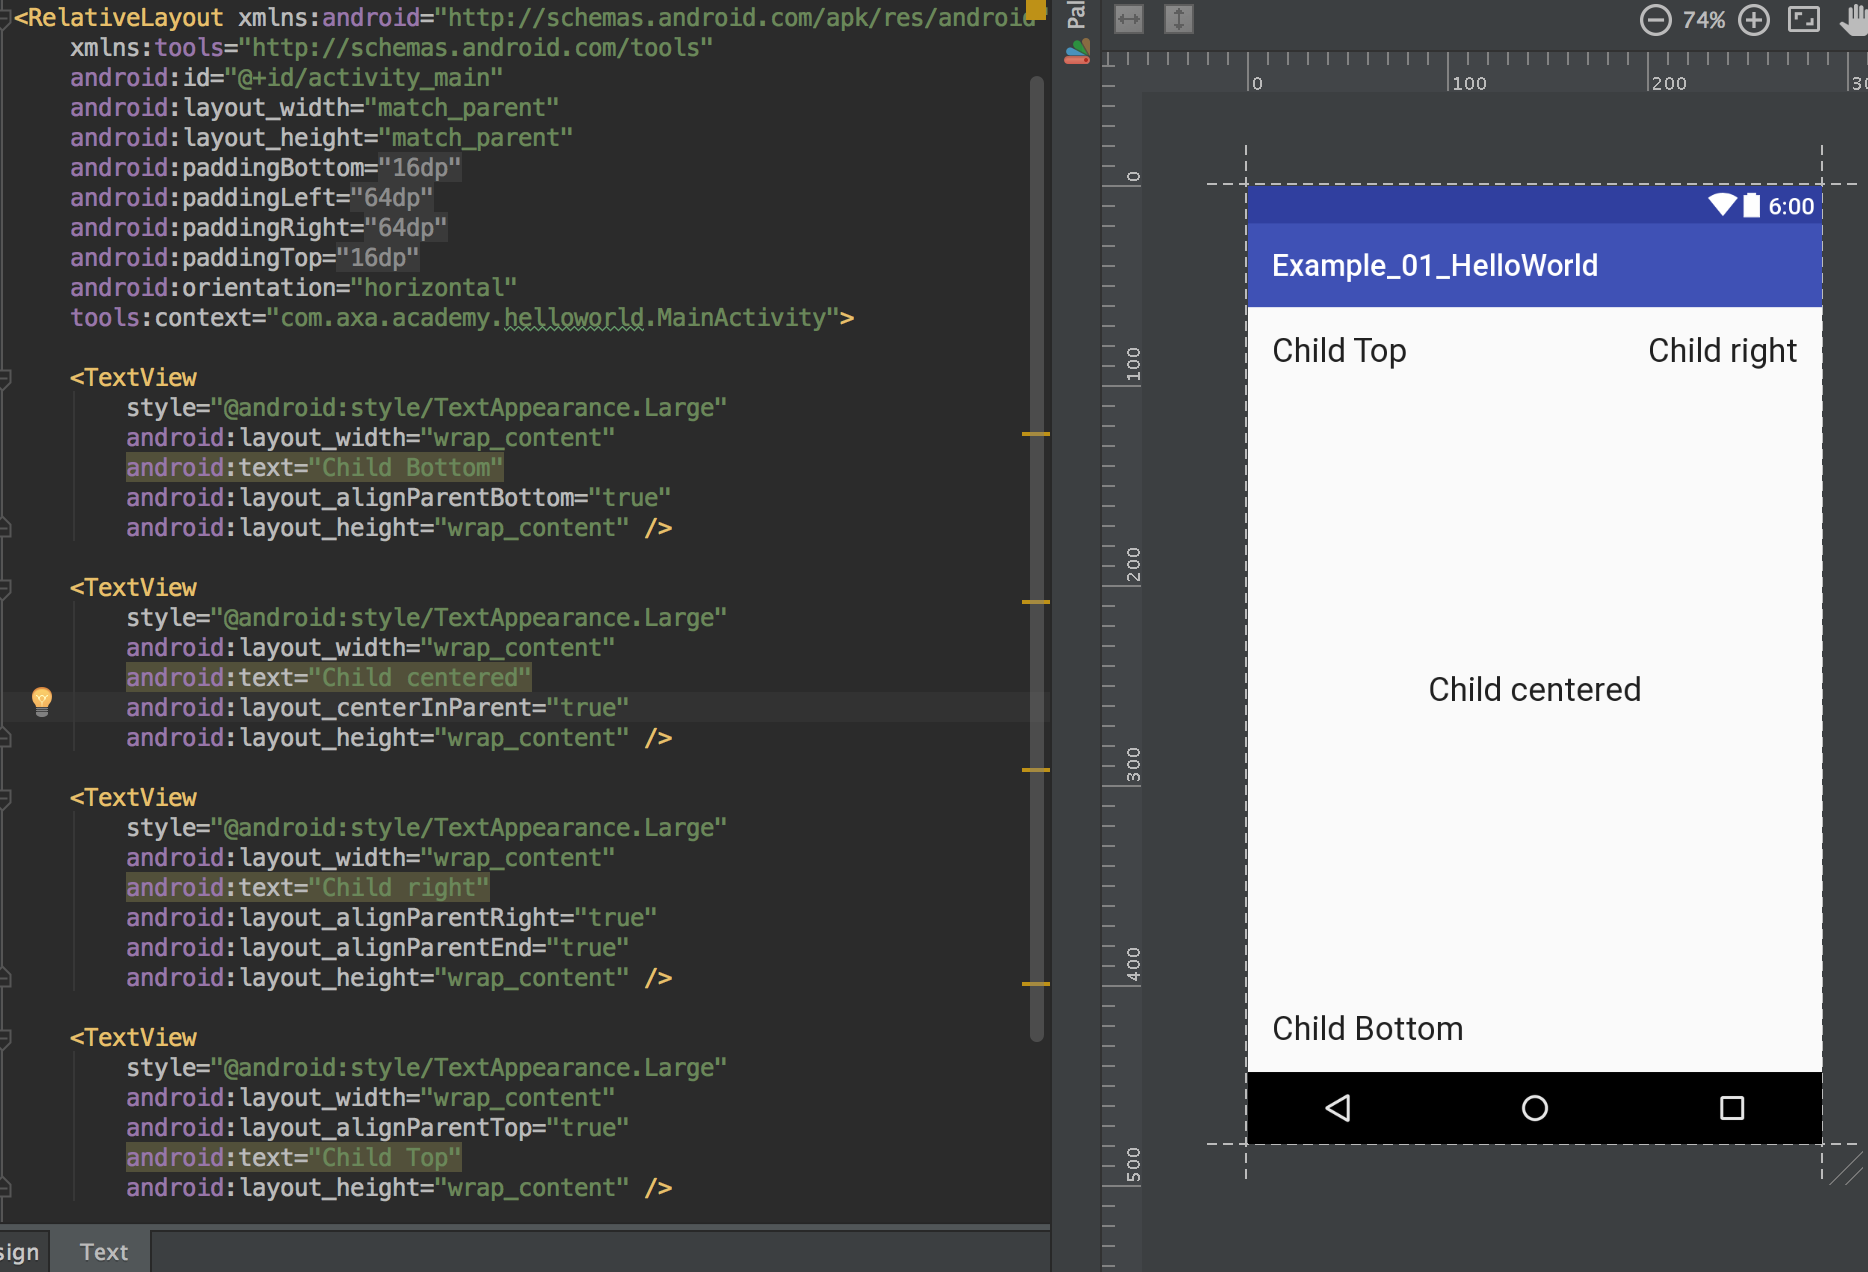 <RelativeLayout xmlns:android="http://schemas.android.com/apk/res/android"
xmlns:tools="http://schemas.android.com/tools"
android:id="@+id/activity_main"
android:layout_width="match_parent"
android:layout_height="match_parent"
android:paddingBottom="16dp"
android:paddingLeft="64dp"
android:paddingRight="64dp"
android:paddingTop="16dp"
android:orientation="horizontal"
tools:context="com.axa.academy.helloworld.MainActivity">
<TextView
style="@android:style/TextAppearance.Large"
android:layout_width="wrap_content"
android:text="Child Bottom"
android:layout_alignParentBottom="true"
android:layout_height="wrap_content" />
<TextView
style="@android:style/TextAppearance.Large"
android:layout_width="wrap_content"
android:text="Child centered"
android:layout_centerInParent="true"
android:layout_height="wrap_content" />
<TextView
style="@android:style/TextAppearance.Large"
android:layout_width="wrap_content"
android:text="Child right"
android:layout_alignParentRight="true"
android:layout_alignParentEnd="true"
android:layout_height="wrap_content" />
<TextView
style="@android:style/TextAppearance.Large"
android:layout_width="wrap_content"
android:layout_alignParentTop="true"
android:text="Child Top"
android:layout_height="wrap_content" />
sign
Text
Pal
74%
0
100
200
30
0
100
200
300
400
500
6:00
Example_01_HelloWorld
Child Top
Child right
Child centered
Child Bottom